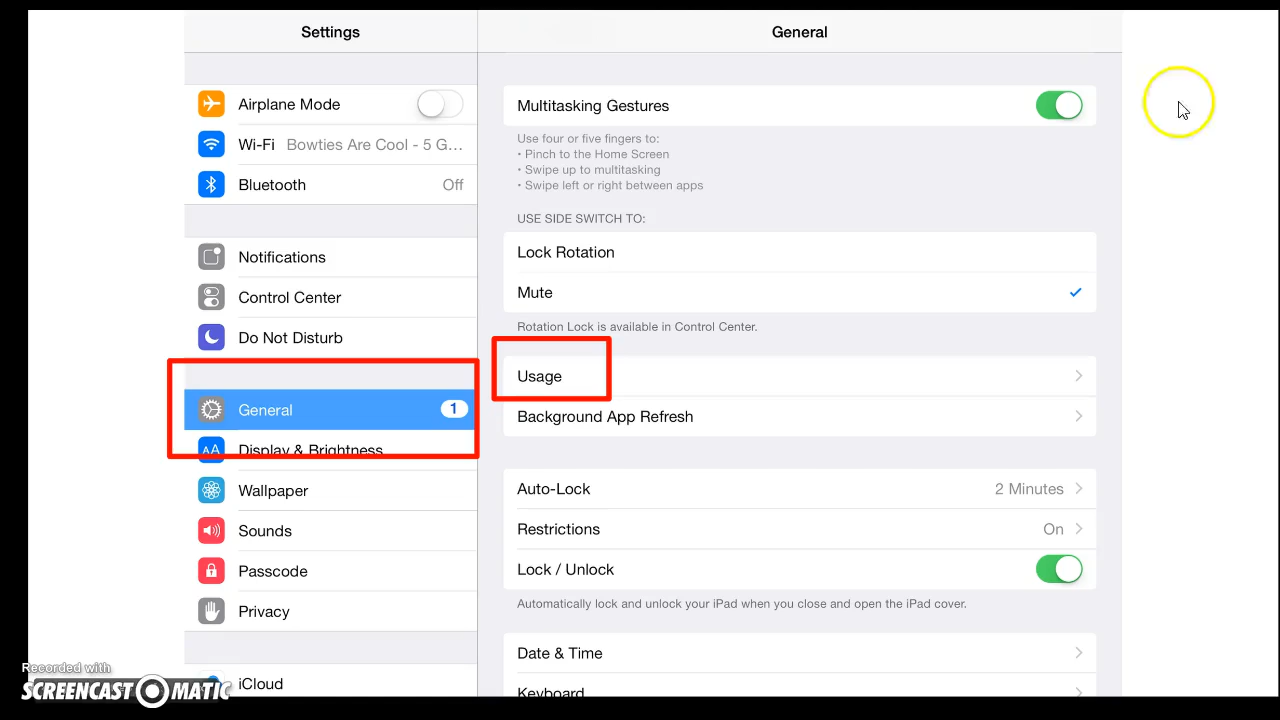 Settings
Airplane Mode
Wi-Fi Bowties Are Cool - 5 G...
Bluetooth Off
Notifications
Control Center
Do Not Disturb
General 1
AA Display & Brightness
Wallpaper
Sounds
Passcode
Privacy
iCloud
General
Multitasking Gestures
Use four or five fingers to:
• Pinch to the Home Screen
• Swipe up to multitasking
• Swipe left or right between apps
USE SIDE SWITCH TO:
Lock Rotation
Mute
Rotation Lock is available in Control Center.
Usage
Background App Refresh
Auto-Lock 2 Minutes
Restrictions On
Lock / Unlock
Automatically lock and unlock your iPad when you close and open the iPad cover.
Date & Time
Keyboard
Recorded with
SCREENCAST-O-MATIC